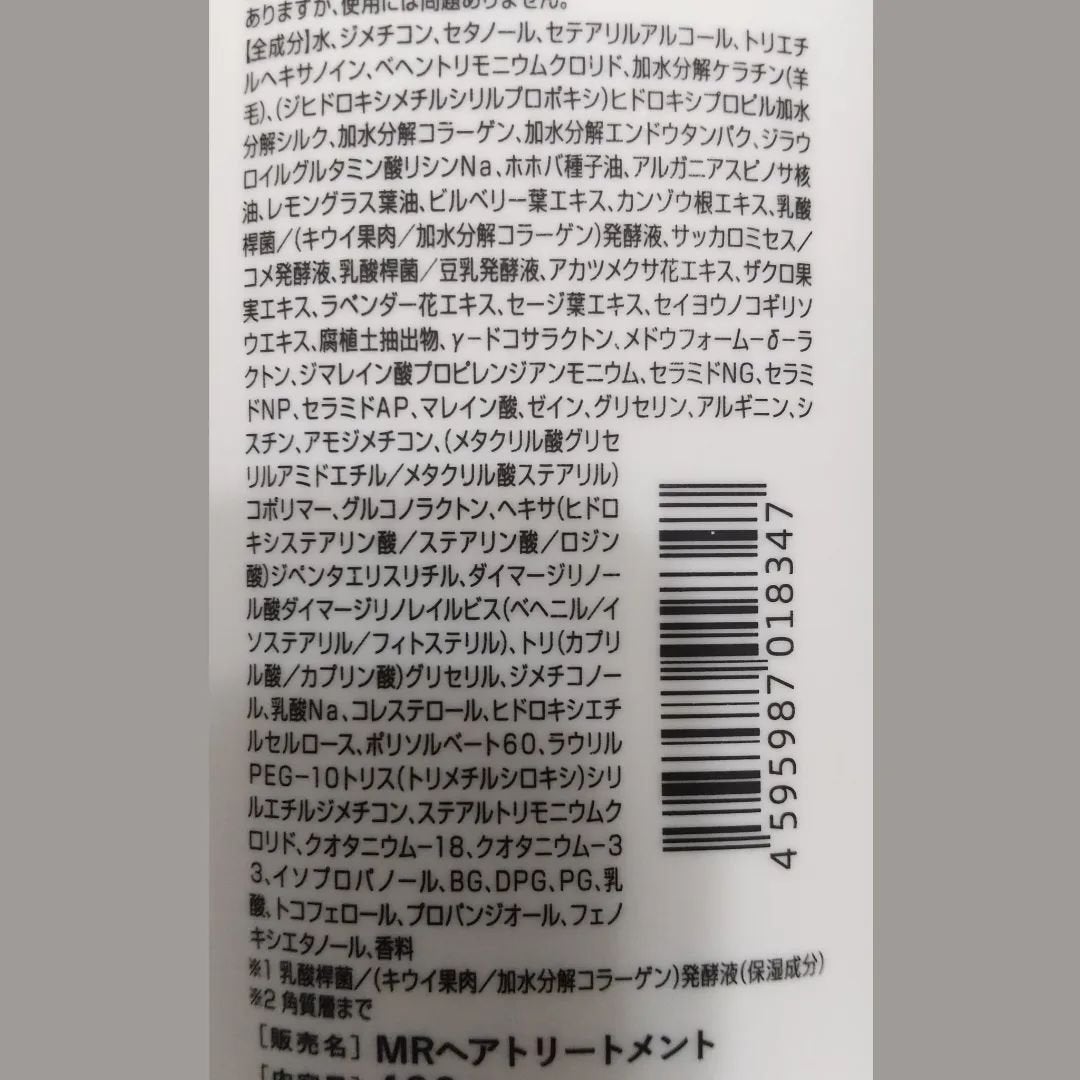 ありますが、使用には問題ありません。
【全成分】水、ジメチコン、セタノール、セテアリルアルコール、トリエチ
ルヘキサノイン、ベヘントリモニウムクロリド、加水分解ケラチン(羊
毛)、(ジヒドロキシメチルシリルプロポキシ)ヒドロキシプロピル加水
分解シルク、加水分解コラーゲン、加水分解エンドウタンパク、ジラウ
ロイルグルタミン酸リシンNa、ホホバ種子油、アルガニアスピノサ核
油、レモングラス葉油、ビルベリー葉エキス、カンゾウ根エキス、乳酸
桿菌/(キウイ果肉/加水分解コラーゲン)発酵液、サッカロミセス/
コメ発酵液、乳酸桿菌/豆乳発酵液、アカツメクサ花エキス、ザクロ果
実エキス、ラベンダー花エキス、セージ葉エキス、セイヨウノコギリソ
ウエキス、腐植土抽出物、γ-ドコサラクトン、メドウフォーム-δ-ラ
クトン、ジマレイン酸プロピレンジアンモニウム、セラミドNG、セラミ
ドNP、セラミドAP、マレイン酸、ゼイン、グリセリン、アルギニン、シ
スチン、アモジメチコン、(メタクリル酸グリセ
リルアミドエチル/メタクリル酸ステアリル)
コポリマー、グルコノラクトン、ヘキサ(ヒドロ
キシステアリン酸/ステアリン酸/ロジン
酸)ジペンタエリスリチル、ダイマージリノー
ル酸ダイマージリノレイルビス(ベヘニル/イ
ソステアリル/フィトステリル)、トリ(カプリ
ル酸/カプリン酸)グリセリル、ジメチコノー
ル、乳酸Na、コレステロール、ヒドロキシエチ
ルセルロース、ポリソルベート60、ラウリル
PEG-10トリス(トリメチルシロキシ)シリ
ルエチルジメチコン、ステアルトリモニウムク
ロリド、クオタニウム-18、クオタニウム-3
3、イソプロパノール、BG、DPG、PG、乳
酸、トコフェロール、プロパンジオール、フェノ
キシエタノール、香料
※1 乳酸桿菌/(キウイ果肉/加水分解コラーゲン)発酵液(保湿成分)
※2 角質層まで
[販売名] MRヘアトリートメント
4 595987 018347